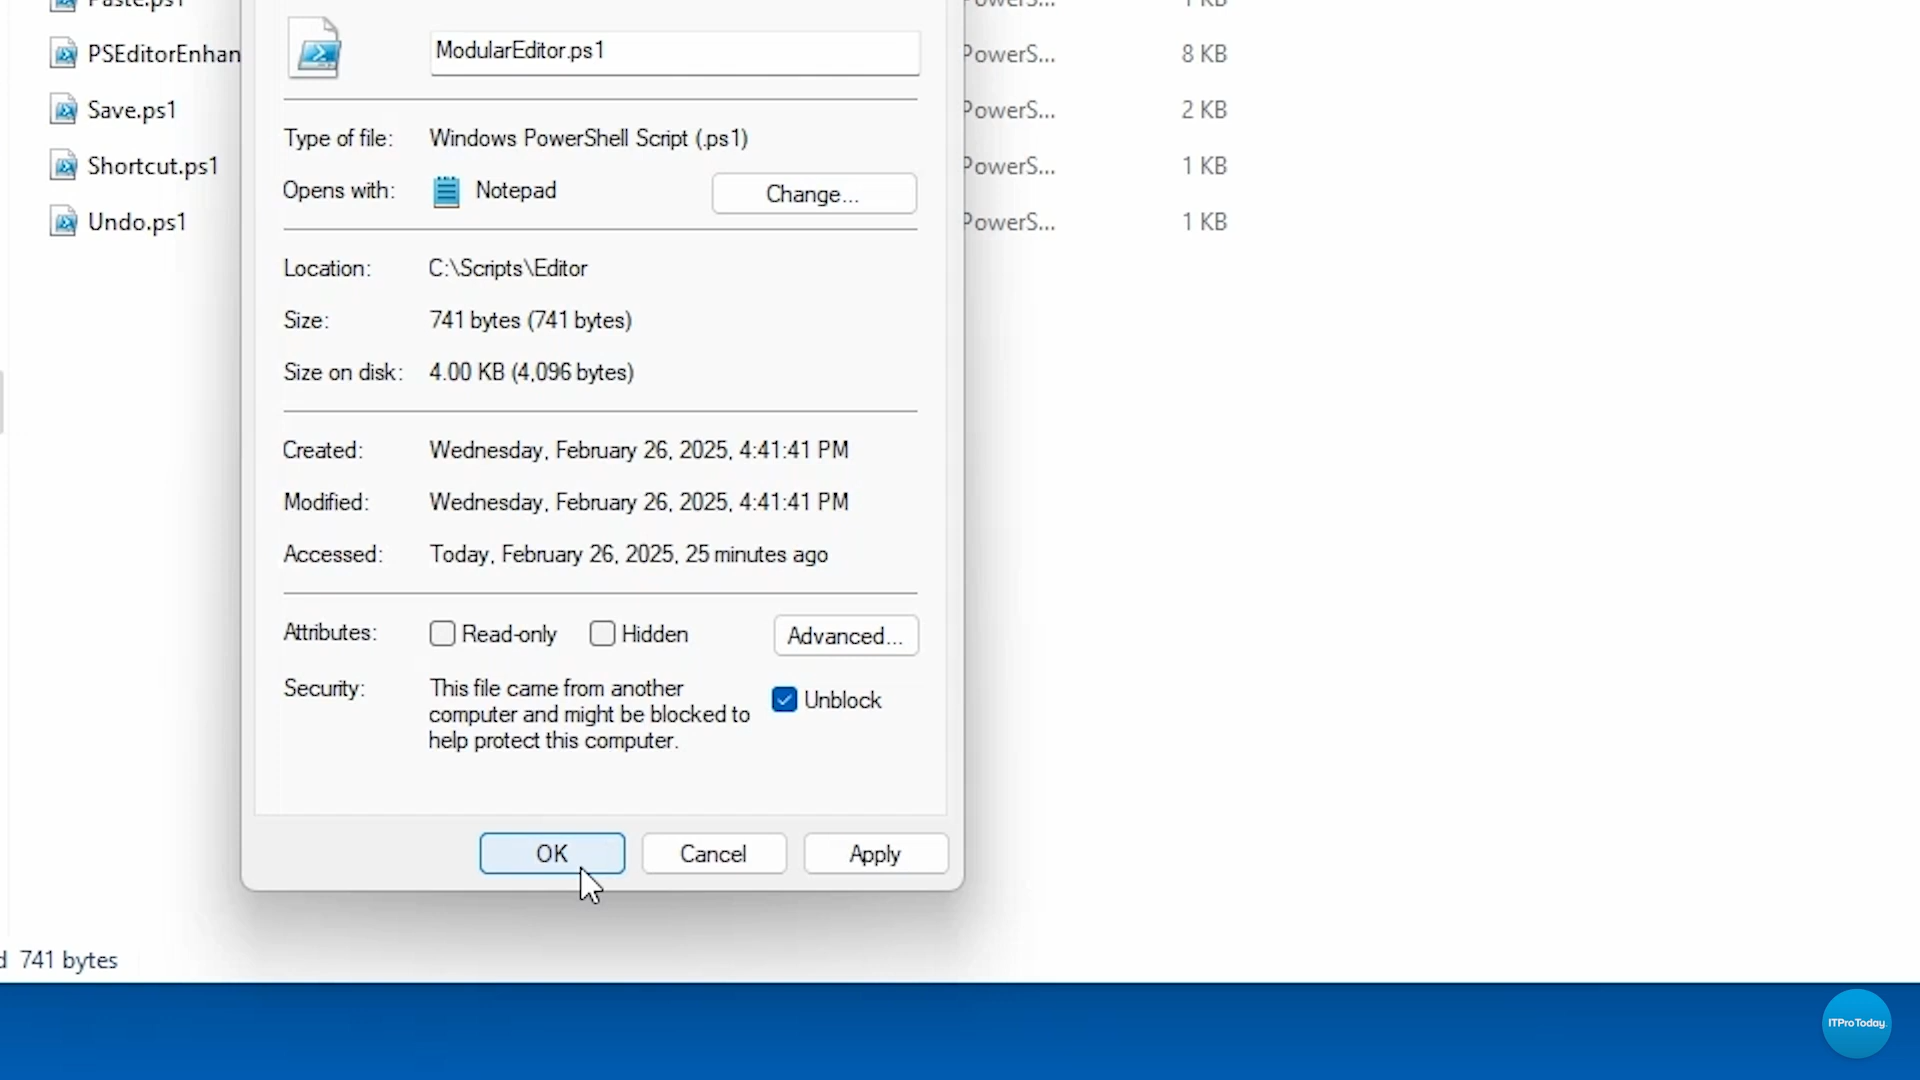 Paste.ps1
1 KB
ModularEditor.ps1
PSEditorEnhan
PowerS...
8 KB
Save.ps1
PowerS...
2 KB
Type of file: Windows PowerShell Script (.ps1)
Shortcut.ps1
PowerS...
1 KB
Opens with: Notepad Change...
Undo.ps1
PowerS...
1 KB
Location: C:\Scripts\Editor
Size: 741 bytes (741 bytes)
Size on disk: 4.00 KB (4,096 bytes)
Created: Wednesday, February 26, 2025, 4:41:41 PM
Modified: Wednesday, February 26, 2025, 4:41:41 PM
Accessed: Today, February 26, 2025, 25 minutes ago
Attributes: Read-only Hidden Advanced...
Security: This file came from another
computer and might be blocked to
help protect this computer.
Unblock
OK Cancel Apply
d 741 bytes
ITProToday.